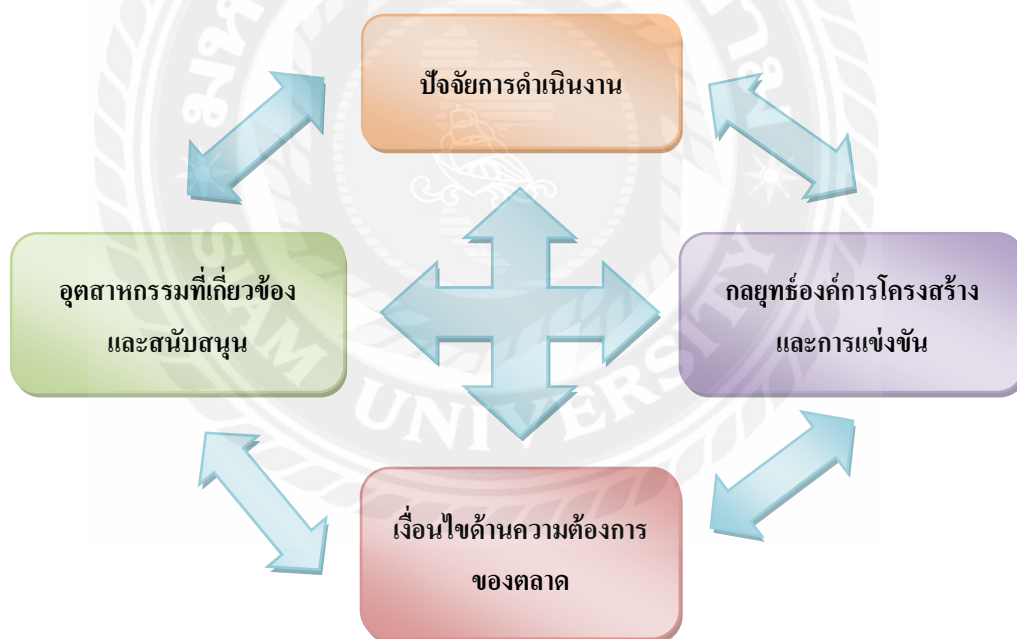 ปัจจัยการดำเนินงาน
อุตสาหกรรมที่เกี่ยวข้อง
และสนับสนุน
กลยุทธ์องค์การโครงสร้าง
และการแข่งขัน
เงื่อนไขด้านความต้องการ
ของตลาด
SIAM UNIVERSITY